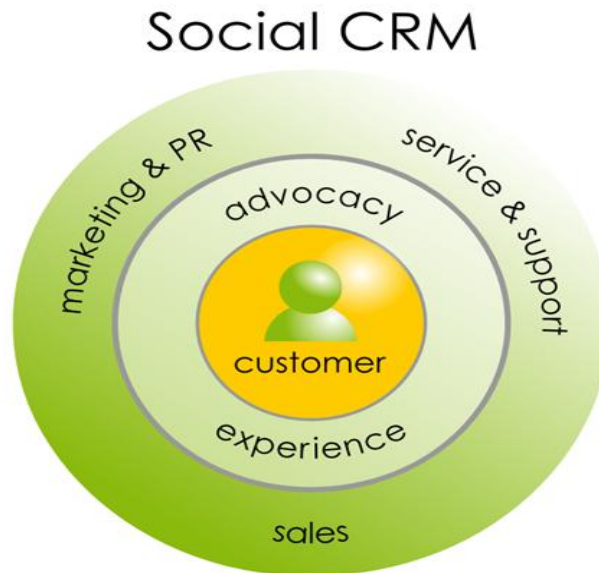 Social CRM
marketing & PR
service & support
advocacy
customer
experience
sales